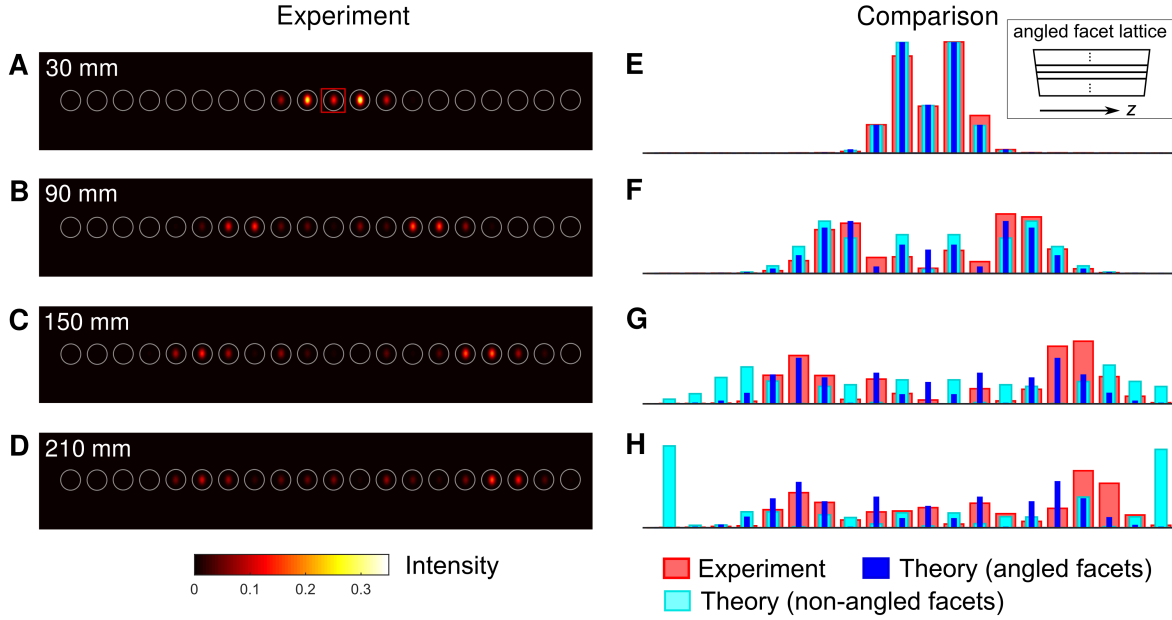 Experiment
Comparison
A
30 mm
B
90 mm
C
150 mm
D
210 mm
0
0.1
0.2
0.3
Intensity
E
angled facet lattice
⋮
⋮
z
F
G
H
Experiment
Theory (angled facets)
Theory (non-angled facets)